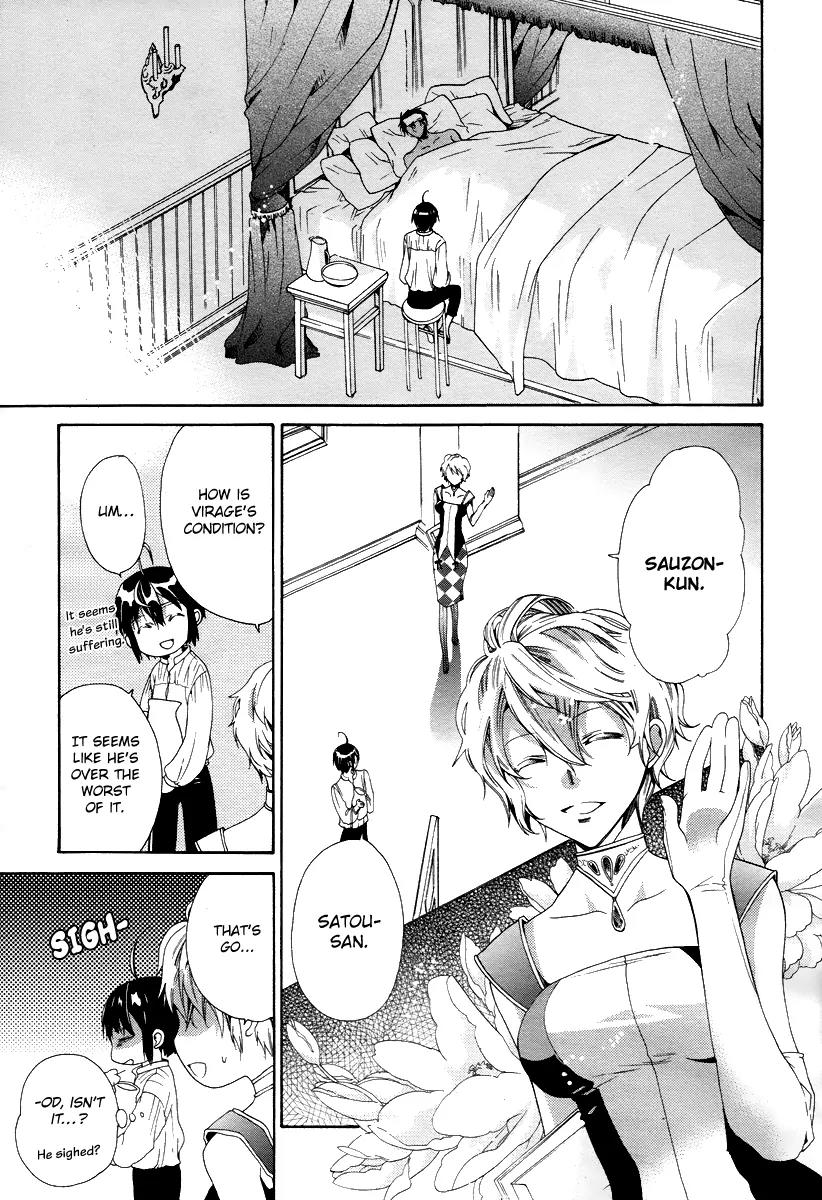 SAUZON-
KUN.
SATOU-
SAN.
HOW IS
VIRAGE'S
CONDITION?
UM...
It seems
he's still
suffering.
IT SEEMS
LIKE HE'S
OVER THE
WORST
OF IT.
THAT'S
GO...
SIGH-
-OD, ISN'T
IT...?
He sighed?